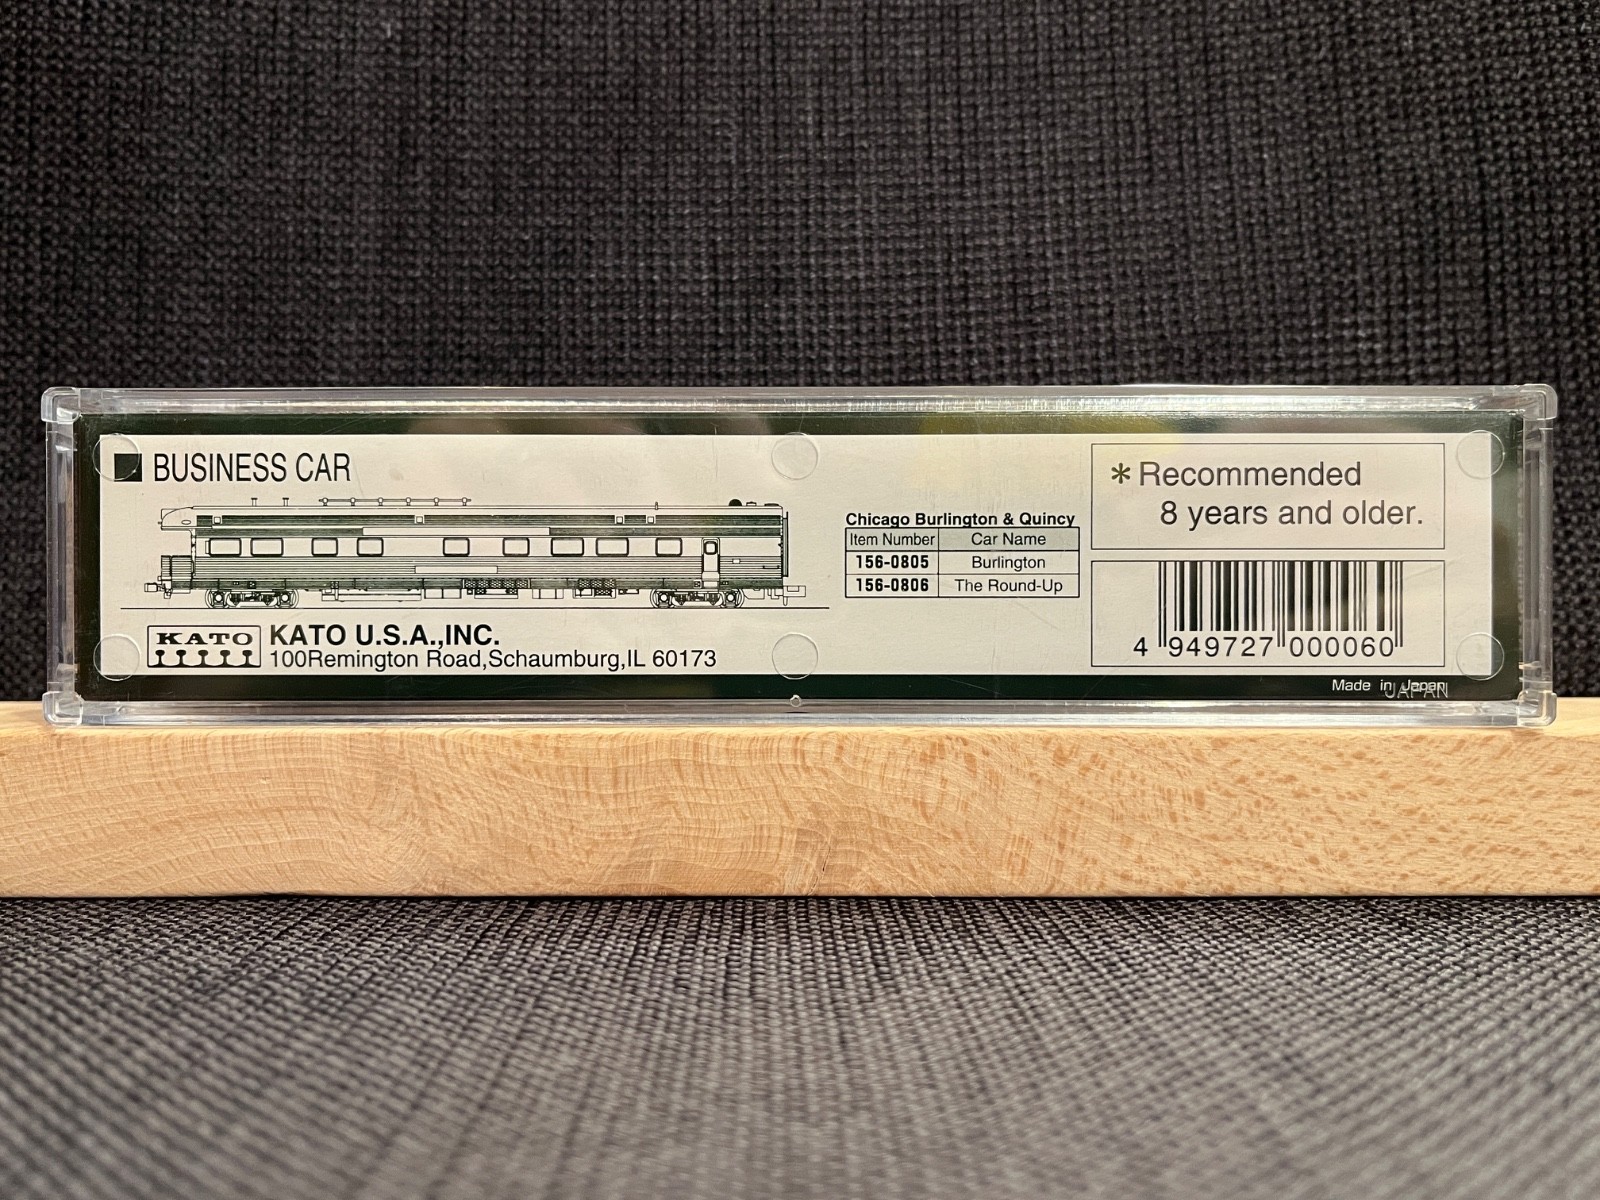 BUSINESS CAR
KATO
KATO U.S.A.,INC.
100Remington Road,Schaumburg,IL 60173
Chicago Burlington & Quincy
Item Number Car Name
156-0805 Burlington
156-0806 The Round-Up
* Recommended
8 years and older.
4 949727 000060
Made in Japan
JAPAN